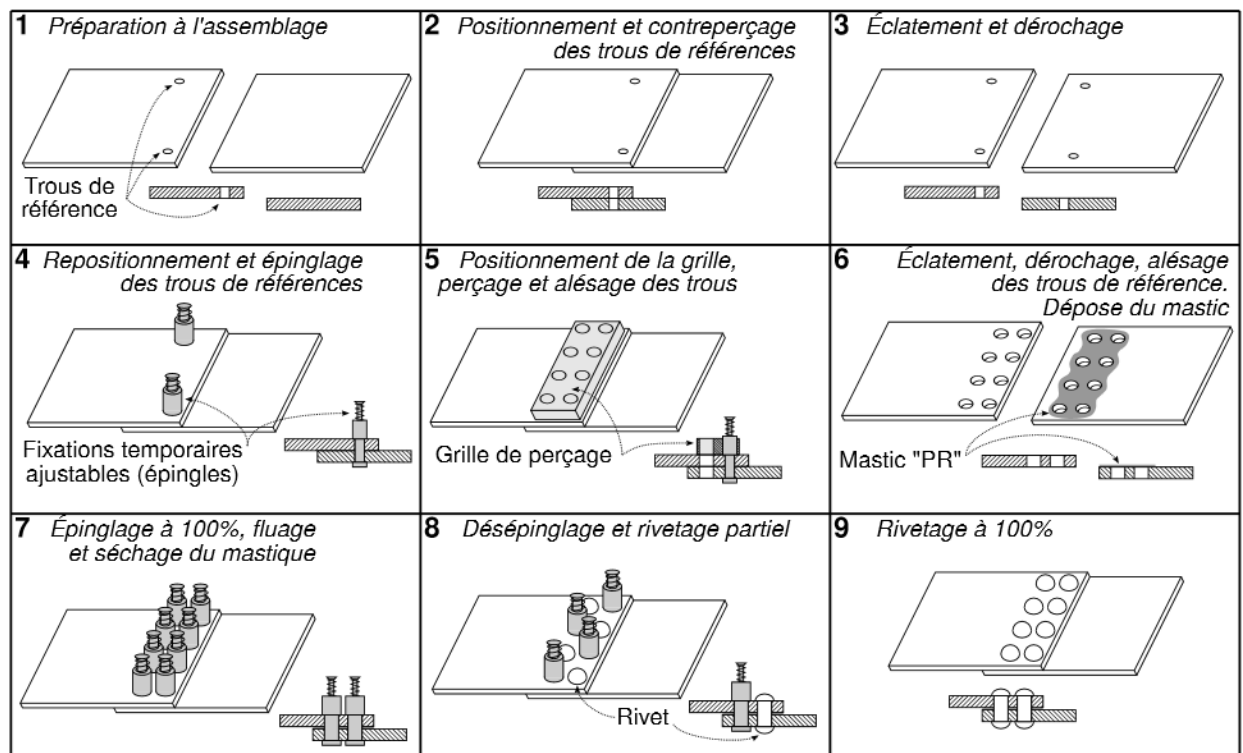 1 Préparation à l'assemblage
Trous de
référence
2 Positionnement et contreperçage
des trous de références
3 Éclatement et dérochage
4 Repositionnement et épinglage
des trous de références
Fixations temporaires
ajustables (épingles)
5 Positionnement de la grille,
perçage et alésage des trous
Grille de perçage
6 Éclatement, dérochage, alésage
des trous de référence.
Dépose du mastic
Mastic "PR"
7 Épinglage à 100%, fluage
et séchage du mastique
8 Désépinglage et rivetage partiel
Rivet
9 Rivetage à 100%